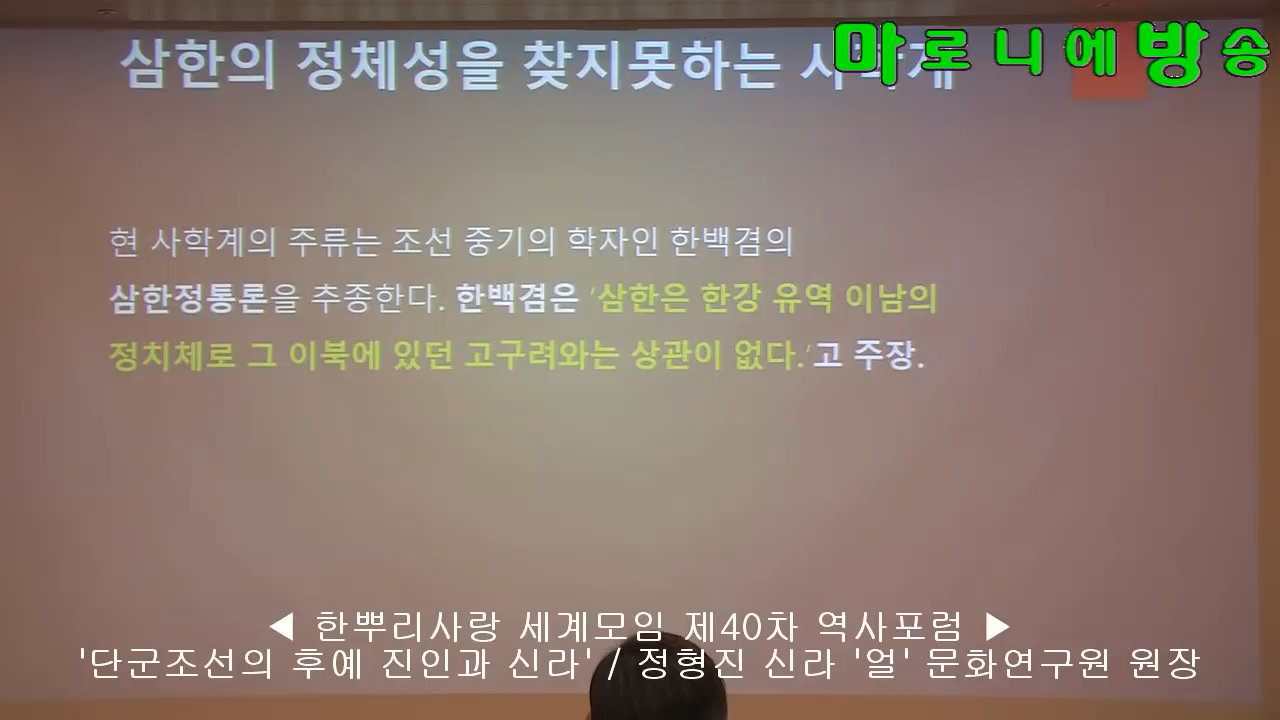 삼한의 정체성을 찾지못하는 사학계
마로니에방송
현 사학계의 주류는 조선 중기의 학자인 한백겸의
삼한정통론을 추종한다. 한백겸은 '삼한은 한강 유역 이남의
정치체로 그 이북에 있던 고구려와는 상관이 없다.'고 주장.
◀ 한뿌리사랑 세계모임 제40차 역사포럼 ▶
'단군조선의 후예 진인과 신라' / 정형진 신라 '얼' 문화연구원 원장